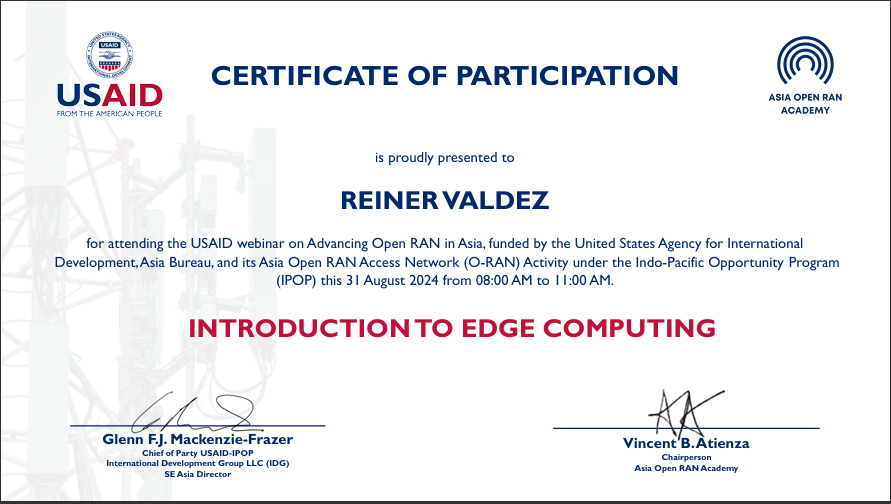 UNITED STATES AGENCY
INTERNATIONAL DEVELOPMENT
USAID
USAID
FROM THE AMERICAN PEOPLE
CERTIFICATE OF PARTICIPATION
ASIA OPEN RAN
ACADEMY
is proudly presented to
REINER VALDEZ
for attending the USAID webinar on Advancing Open RAN in Asia, funded by the United States Agency for International
Development, Asia Bureau, and its Asia Open RAN Access Network (O-RAN) Activity under the Indo-Pacific Opportunity Program
(IPOP) this 31 August 2024 from 08:00 AM to 11:00 AM.
INTRODUCTION TO EDGE COMPUTING
Glenn F.J. Mackenzie-Frazer
Chief of Party USAID-IPOP
International Development Group LLC (IDG)
SE Asia Director
Vincent B. Atienza
Chairperson
Asia Open RAN Academy